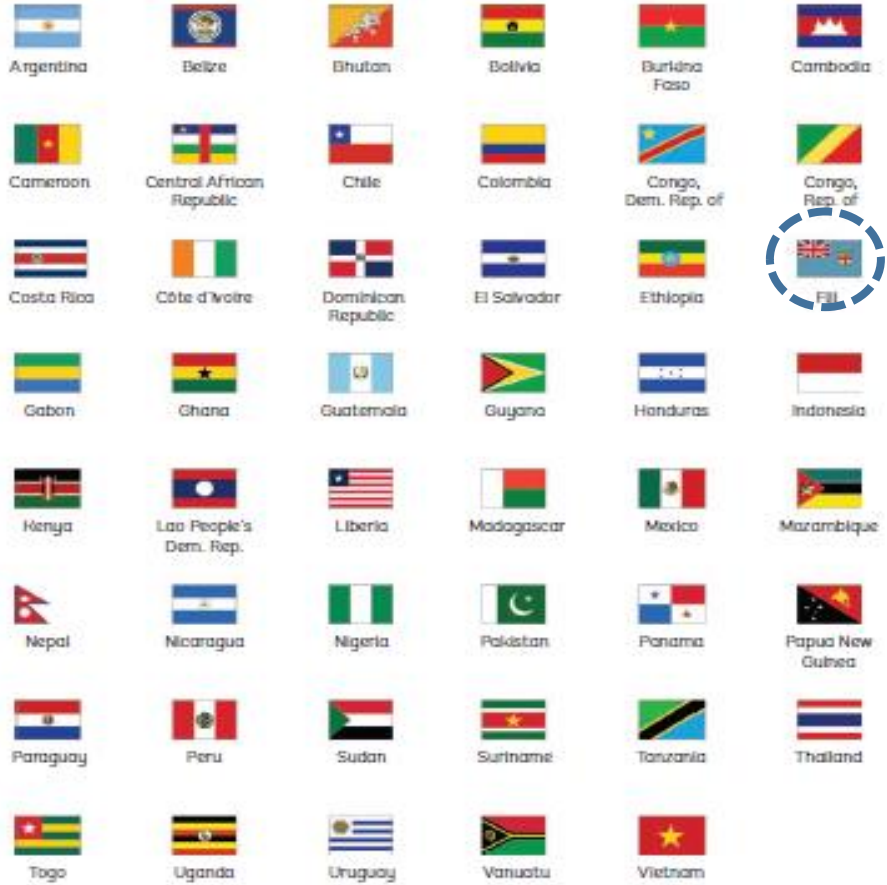 Argentina Belize Bhutan Bolivia Burkina Cambodia
Faso
Cameroon Central African Chile Colombia Congo, Congo,
Republic Dem. Rep. of Rep. of
Costa Rica Côte d'Ivoire Dominican El Salvador Ethiopia Fiji
Republic
Gabon Ghana Guatemala Guyana Honduras Indonesia
Kenya Lao People's Liberia Madagascar Mexico Mozambique
Dem. Rep.
Nepal Nicaragua Nigeria Pakistan Panama Papua New
Guinea
Paraguay Peru Sudan Suriname Tanzania Thailand
Togo Uganda Uruguay Vanuatu Vietnam